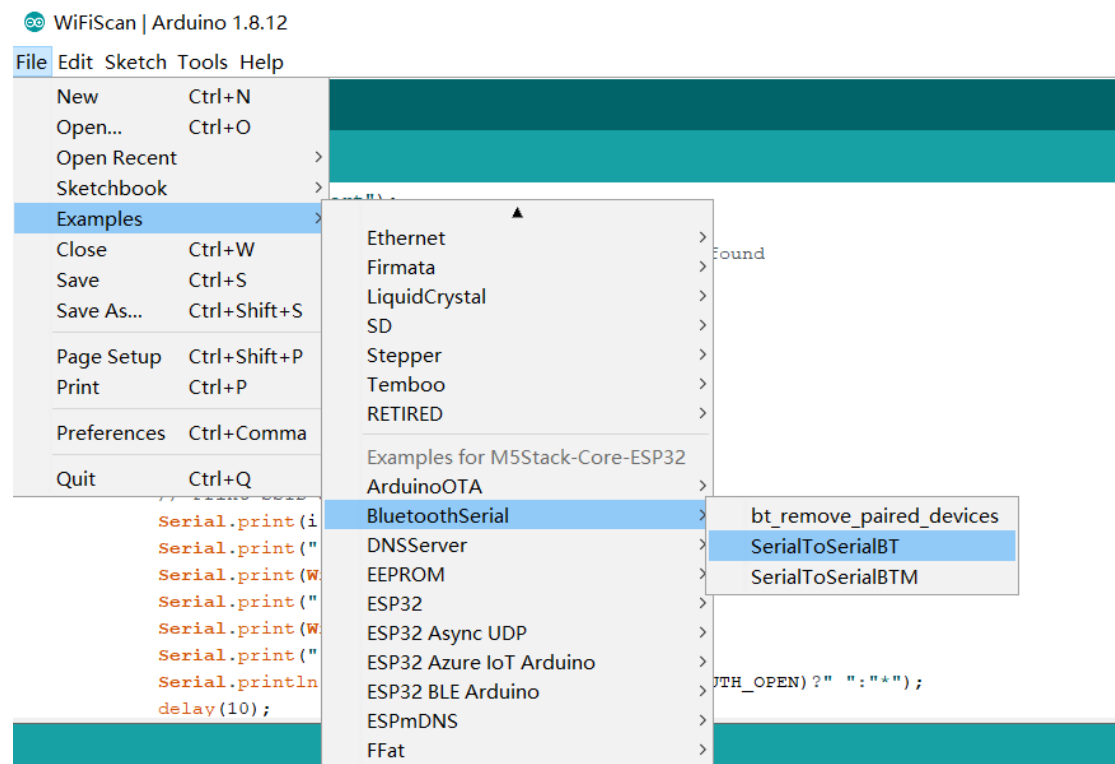 WiFiScan | Arduino 1.8.12
File Edit Sketch Tools Help
New Ctrl+N
Open... Ctrl+O
Open Recent
Sketchbook
Examples
Close Ctrl+W
Save Ctrl+S
Save As... Ctrl+Shift+S
Page Setup Ctrl+Shift+P
Print Ctrl+P
Preferences Ctrl+Comma
Quit Ctrl+Q
Ethernet
Firmata
LiquidCrystal
SD
Stepper
Temboo
RETIRED
Examples for M5Stack-Core-ESP32
ArduinoOTA
BluetoothSerial
DNSServer
EEPROM
ESP32
ESP32 Async UDP
ESP32 Azure IoT Arduino
ESP32 BLE Arduino
ESPmDNS
FFat
bt_remove_paired_devices
SerialToSerialBT
SerialToSerialBTM
found
Serial.print(i
Serial.print("
Serial.print(W
Serial.print("
Serial.print(W
Serial.print("
Serial.println
UTH_OPEN)?" ":"*");
delay(10);